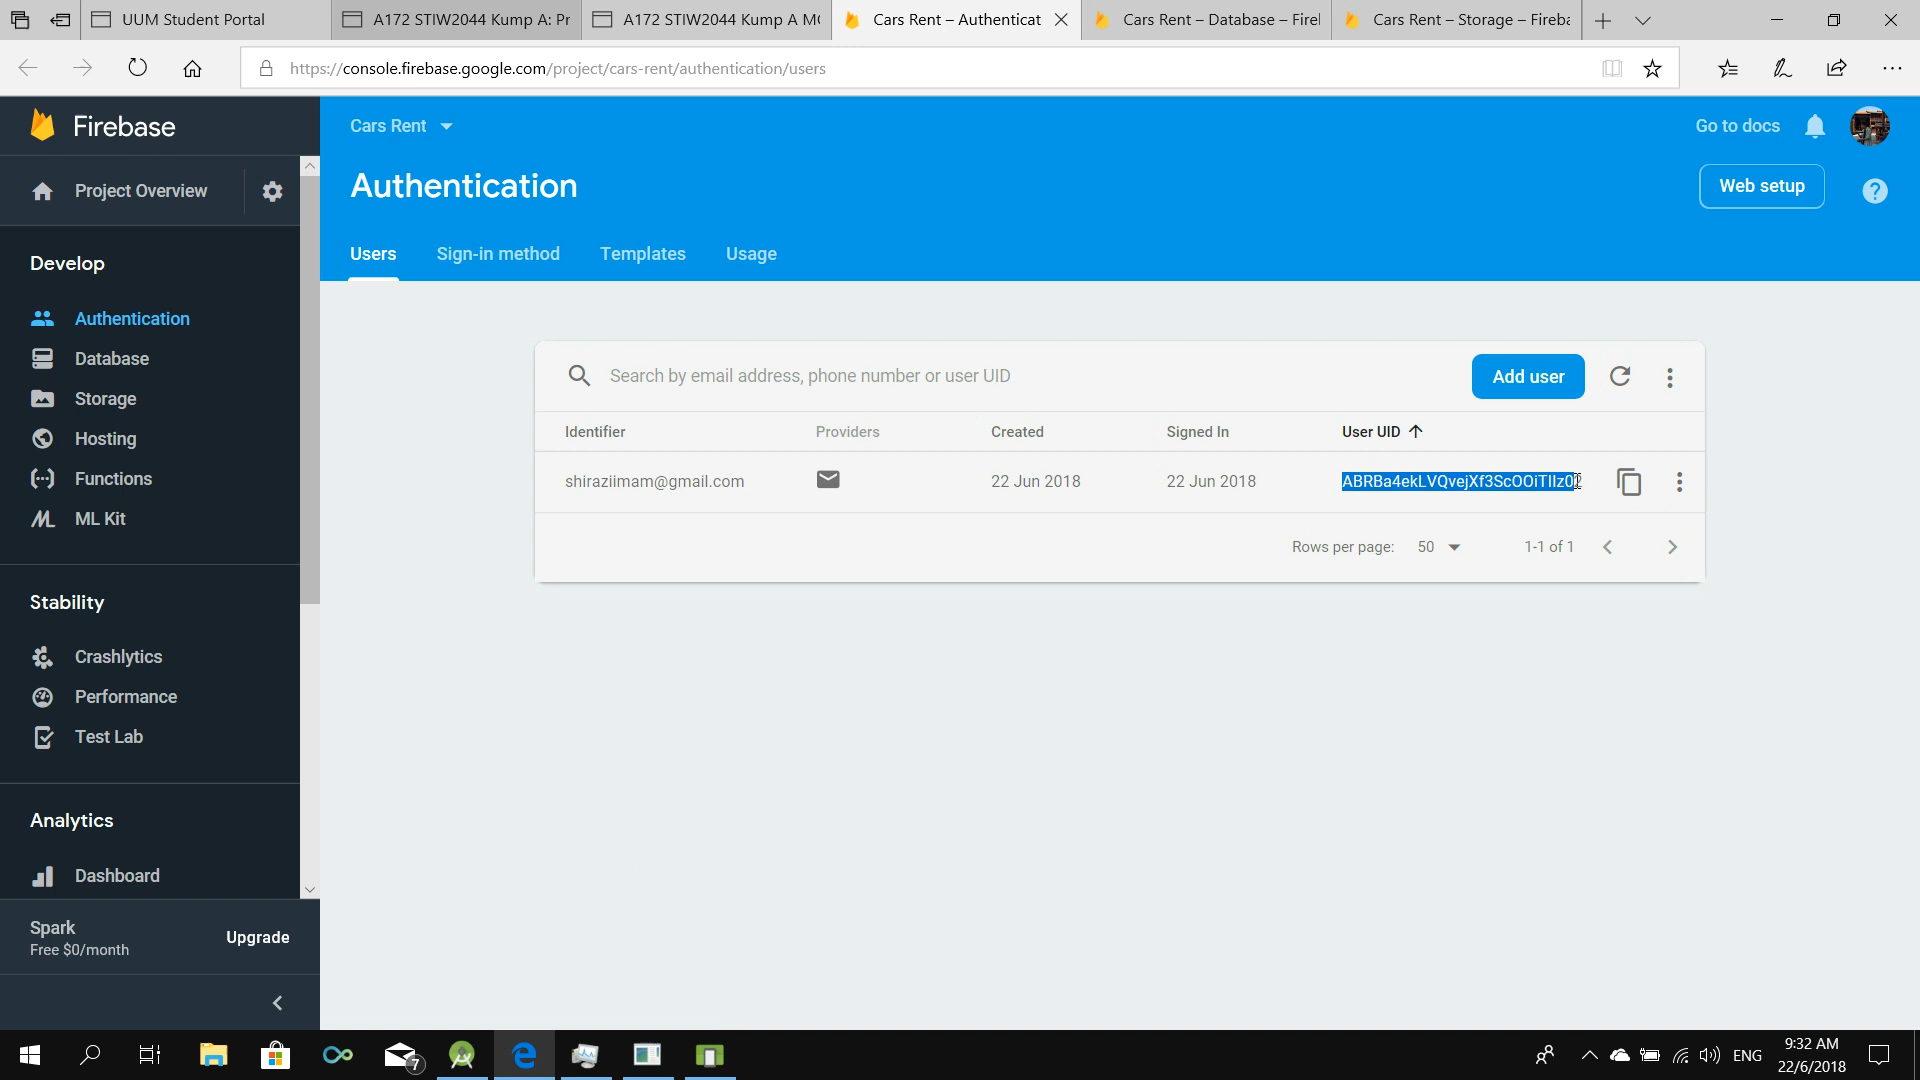 UUM Student Portal
A172 STIW2044 Kump A: Pr
A172 STIW2044 Kump A MC
Cars Rent – Authenticat
Cars Rent – Database – Firel
Cars Rent – Storage – Fireba
https://console.firebase.google.com/project/cars-rent/authentication/users
Firebase
Cars Rent
Go to docs
Project Overview
Authentication
Web setup
Users
Sign-in method
Templates
Usage
Develop
Authentication
Database
Storage
Hosting
Functions
ML Kit
Search by email address, phone number or user UID
Add user
Identifier
Providers
Created
Signed In
User UID
shiraziimam@gmail.com
22 Jun 2018
22 Jun 2018
Rows per page:
50
1-1 of 1
Stability
Crashlytics
Performance
Test Lab
Analytics
Dashboard
Spark
Free $0/month
Upgrade
7
ENG
9:32 AM
22/6/2018